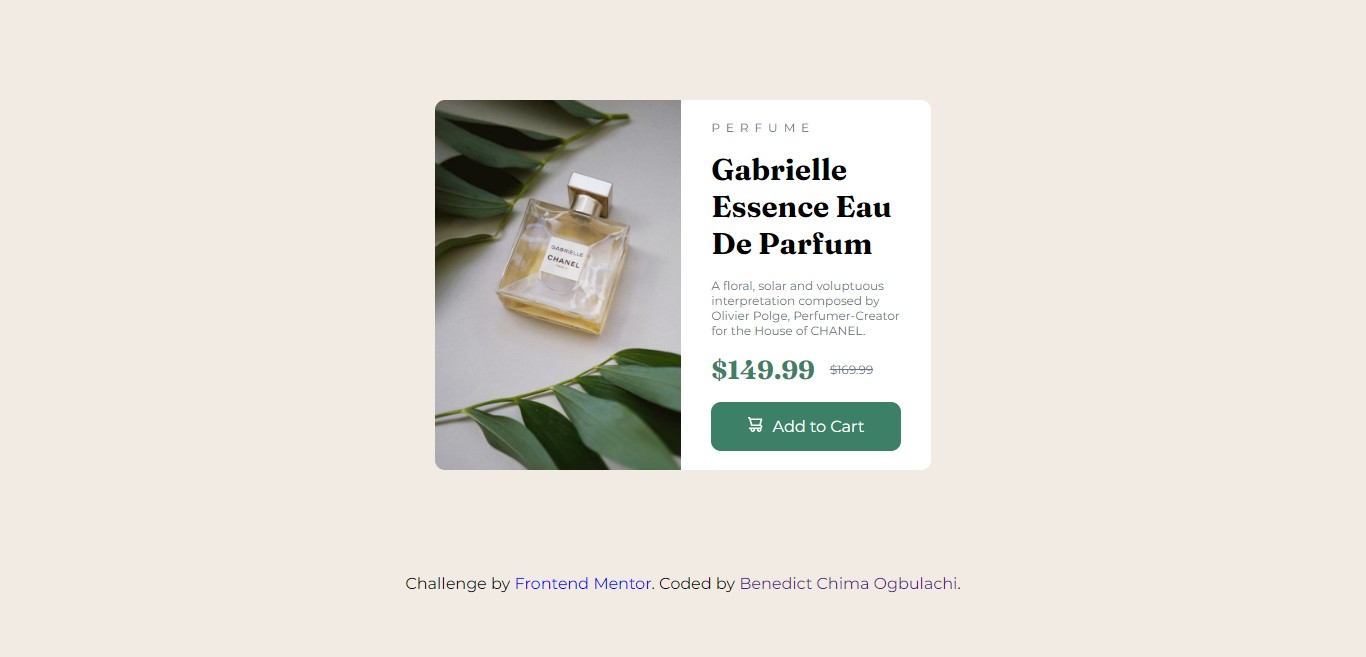 PERFUME
Gabrielle
Essence Eau
De Parfum
A floral, solar and voluptuous
interpretation composed by
Olivier Polge, Perfumer-Creator
for the House of CHANEL.
$149.99 $169.99
Add to Cart
GABRIELLE
CHANEL
Challenge by Frontend Mentor. Coded by Benedict Chima Ogbulachi.